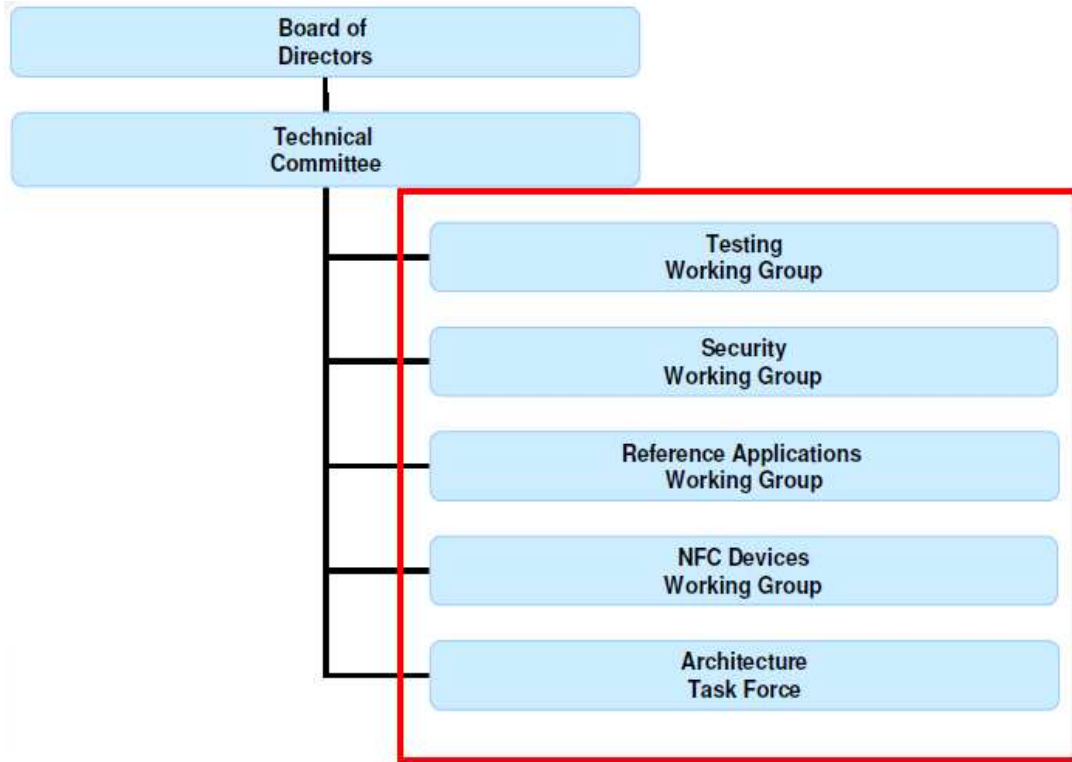 Board of
Directors
Technical
Committee
Testing
Working Group
Security
Working Group
Reference Applications
Working Group
NFC Devices
Working Group
Architecture
Task Force